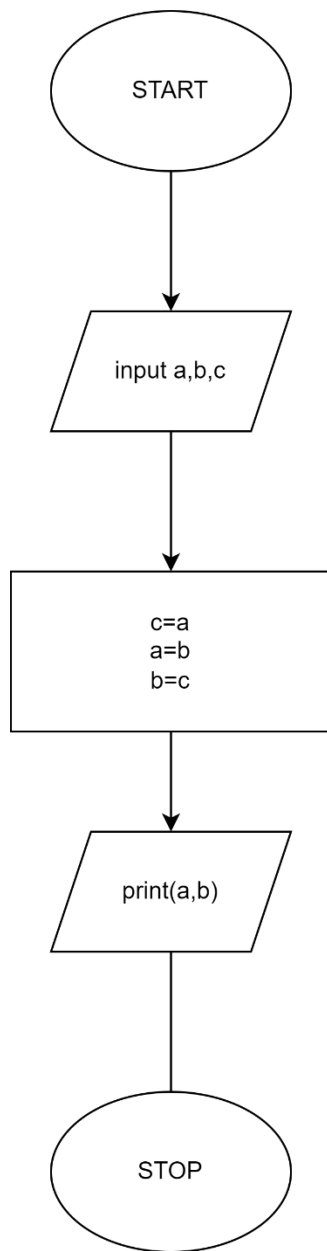 START
input a,b,c
c=a
a=b
b=c
print(a,b)
STOP